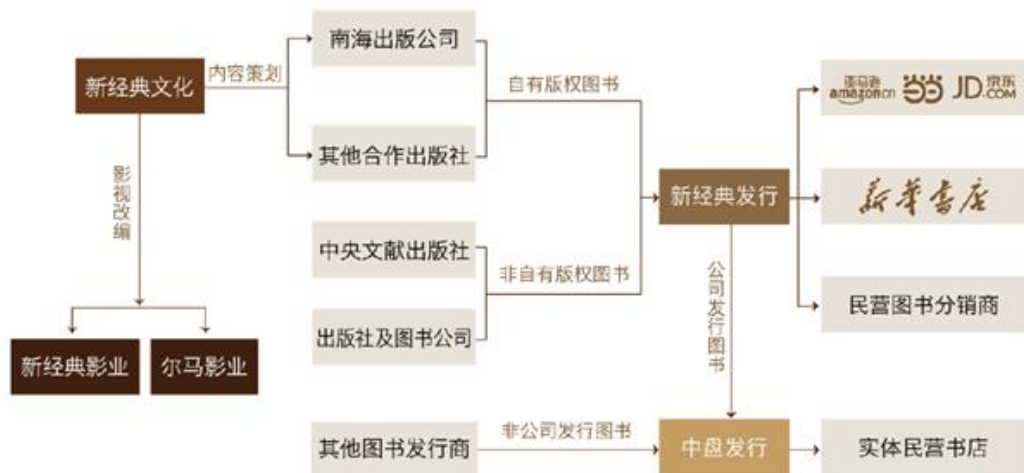 新经典文化
内容策划
南海出版公司
其他合作出版社
自有版权图书
影视改编
中央文献出版社
出版社及图书公司
非自有版权图书
新经典影业
尔马影业
新经典发行
亚马逊
amazon.cn
当当
JD.京东
.COM
新华书店
民营图书分销商
公司发行图书
其他图书发行商
非公司发行图书
中盘发行
实体民营书店